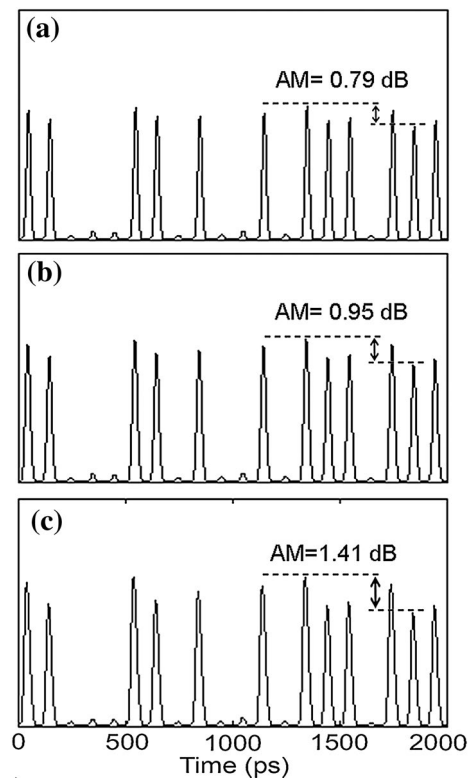 (a)
AM= 0.79 dB
(b)
AM= 0.95 dB
(c)
AM=1.41 dB
0 500 1000 1500 2000
Time (ps)